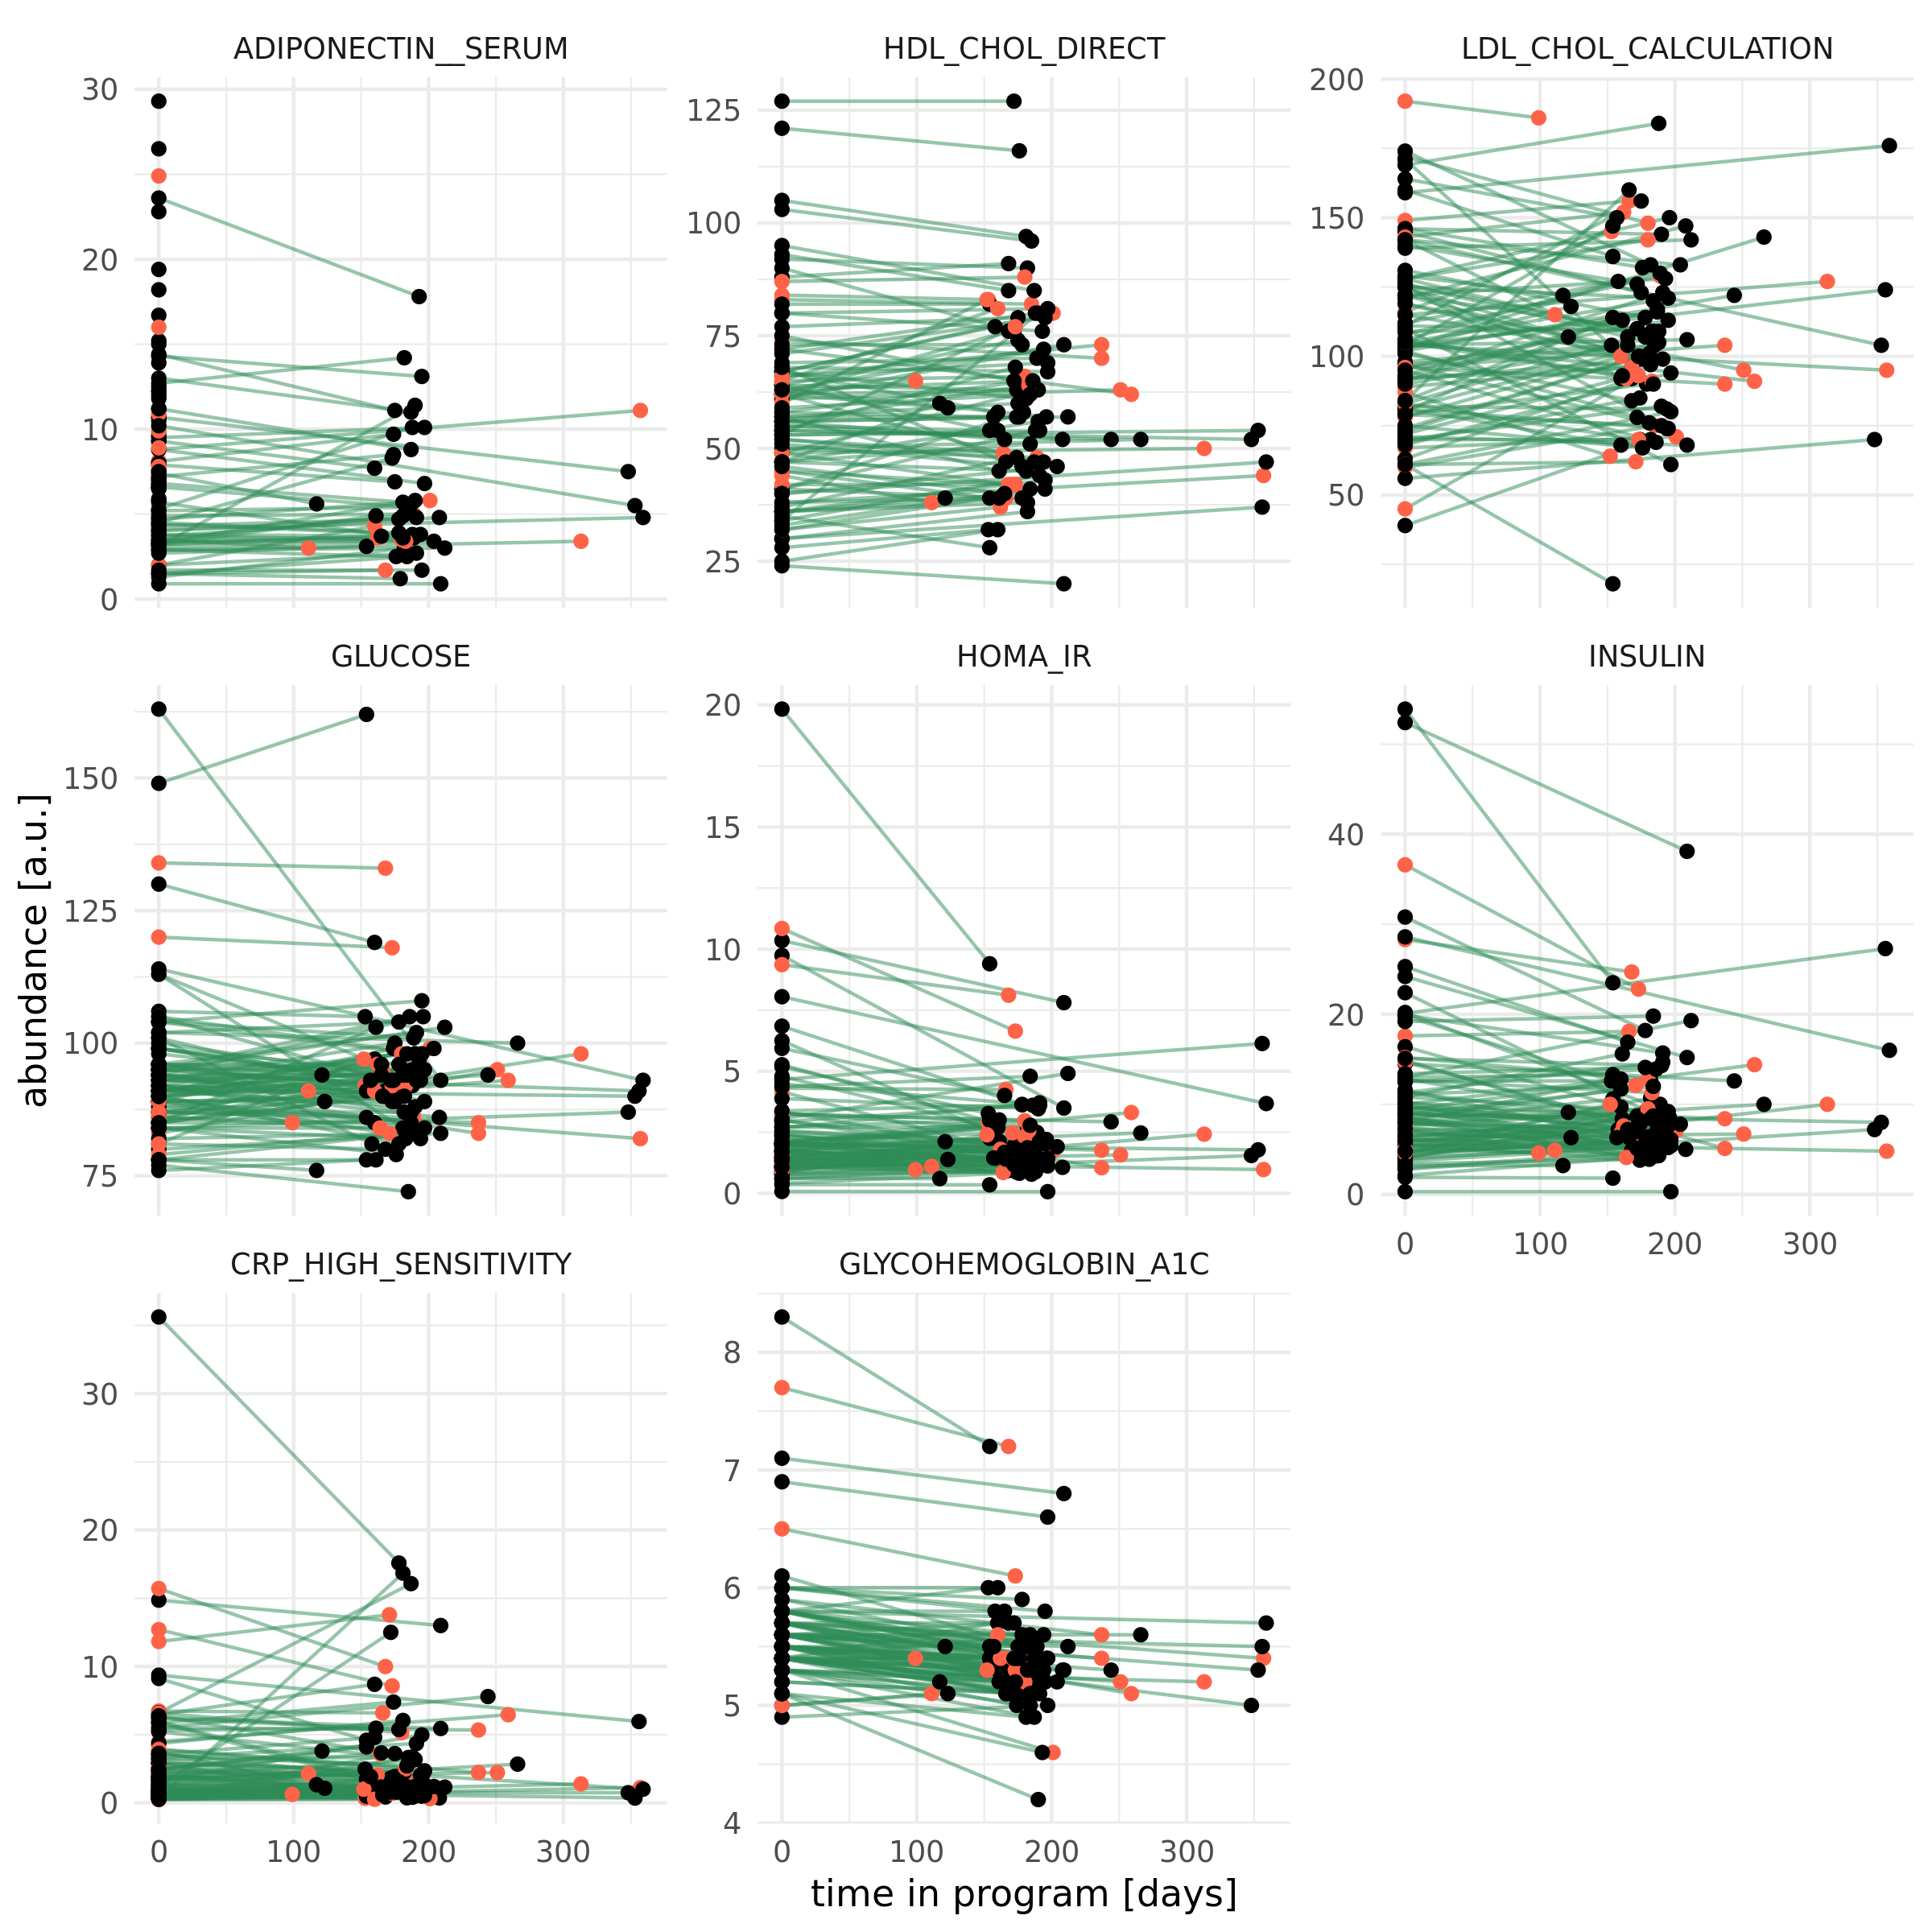 ADIPONECTIN__SERUM
HDL_CHOL_DIRECT
LDL_CHOL_CALCULATION
30
20
10
0
125
100
75
50
25
200
150
100
50
GLUCOSE
HOMA_IR
INSULIN
150
125
100
75
20
15
10
5
0
40
20
0
0 100 200 300
abundance [a.u.]
CRP_HIGH_SENSITIVITY
GLYCOHEMOGLOBIN_A1C
30
20
10
0
8
7
6
5
4
0 100 200 300
0 100 200 300
time in program [days]